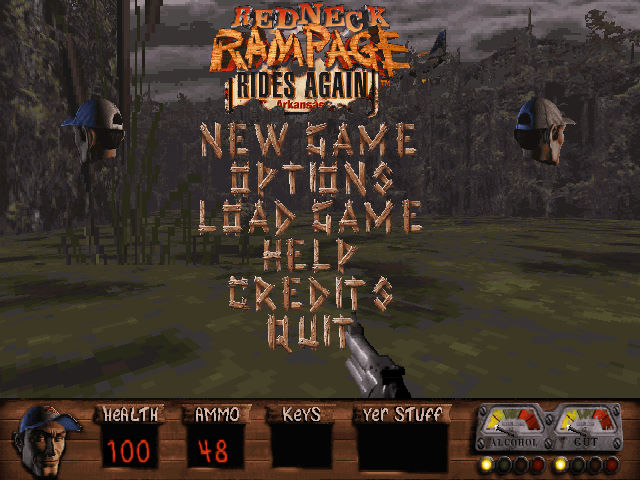 REDNECK
RAMPAGE
RIDES AGAIN
Arkansas
NEW GAME
OPTIONS
LOAD GAME
HELP
CREDITS
QUIT
HEALTH AMMO KEYS YER STUFF
100 48
ALCOHOL GUT